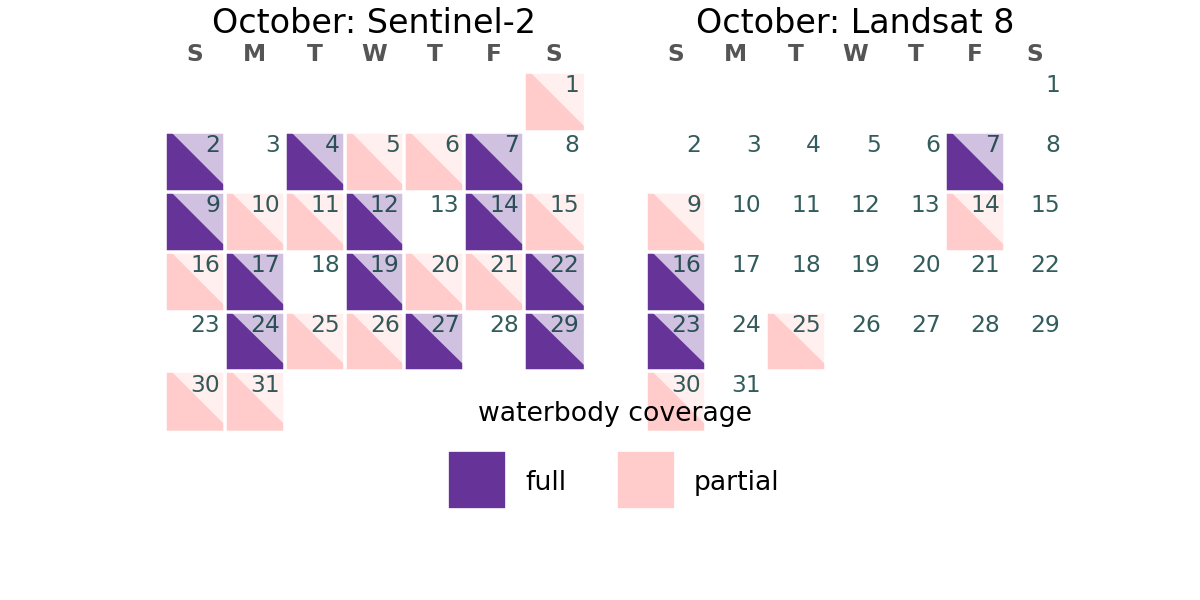 October: Sentinel-2
S M T W T F S
1
2 3 4 5 6 7 8
9 10 11 12 13 14 15
16 17 18 19 20 21 22
23 24 25 26 27 28 29
30 31
October: Landsat 8
S M T W T F S
1
2 3 4 5 6 7 8
9 10 11 12 13 14 15
16 17 18 19 20 21 22
23 24 25 26 27 28 29
30 31
waterbody coverage
full partial